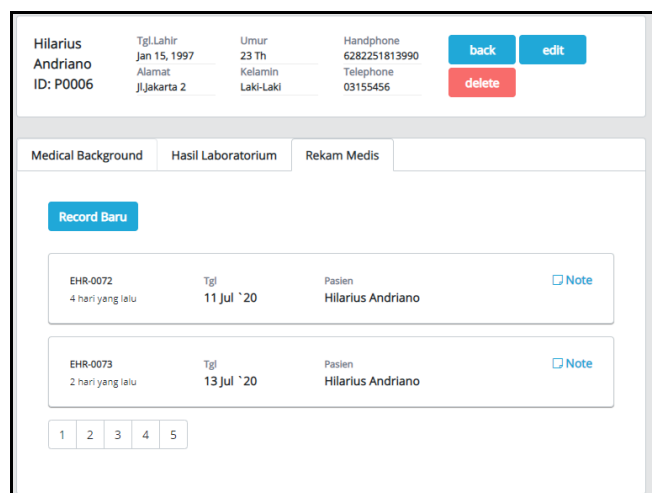 Hilarius Andriano
ID: P0006
Tgl.Lahir
Jan 15, 1997
Alamat
Jl.Jakarta 2
Umur
23 Th
Kelamin
Laki-Laki
Handphone
6282251813990
Telephone
03155456
back
edit
delete
Medical Background
Hasil Laboratorium
Rekam Medis
Record Baru
EHR-0072
4 hari yang lalu
Tgl
11 Jul `20
Pasien
Hilarius Andriano
Note
EHR-0073
2 hari yang lalu
Tgl
13 Jul `20
Pasien
Hilarius Andriano
Note
1 2 3 4 5